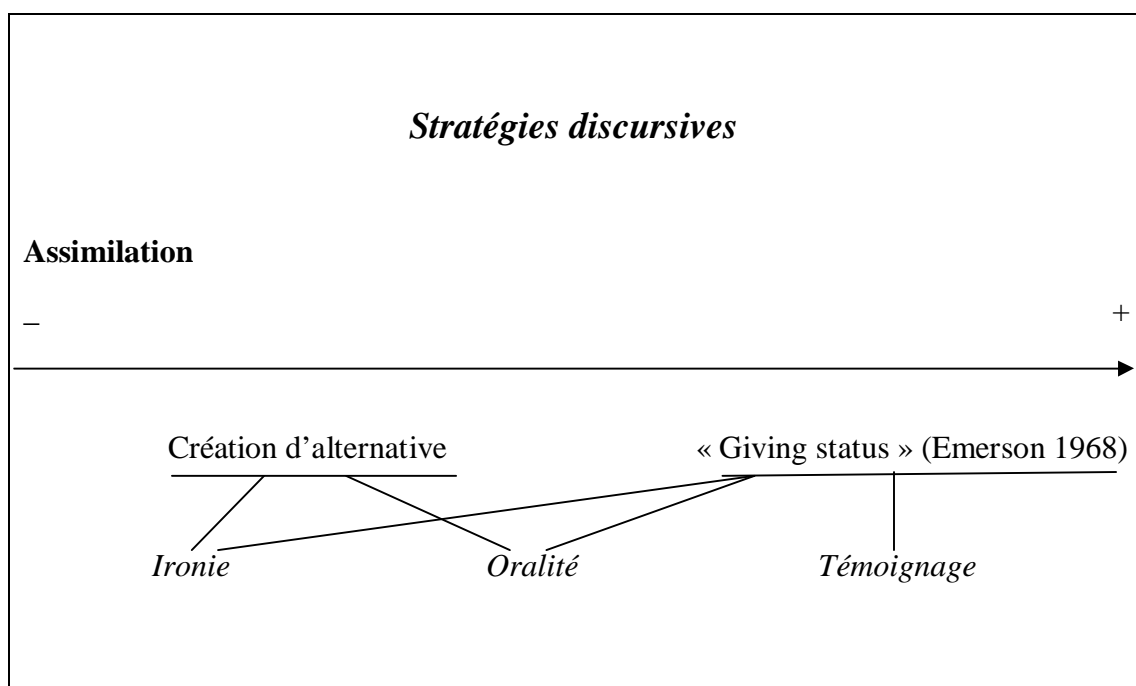 Stratégies discursives
Assimilation
– +
Création d’alternative « Giving status » (Emerson 1968)
Ironie Oralité Témoignage